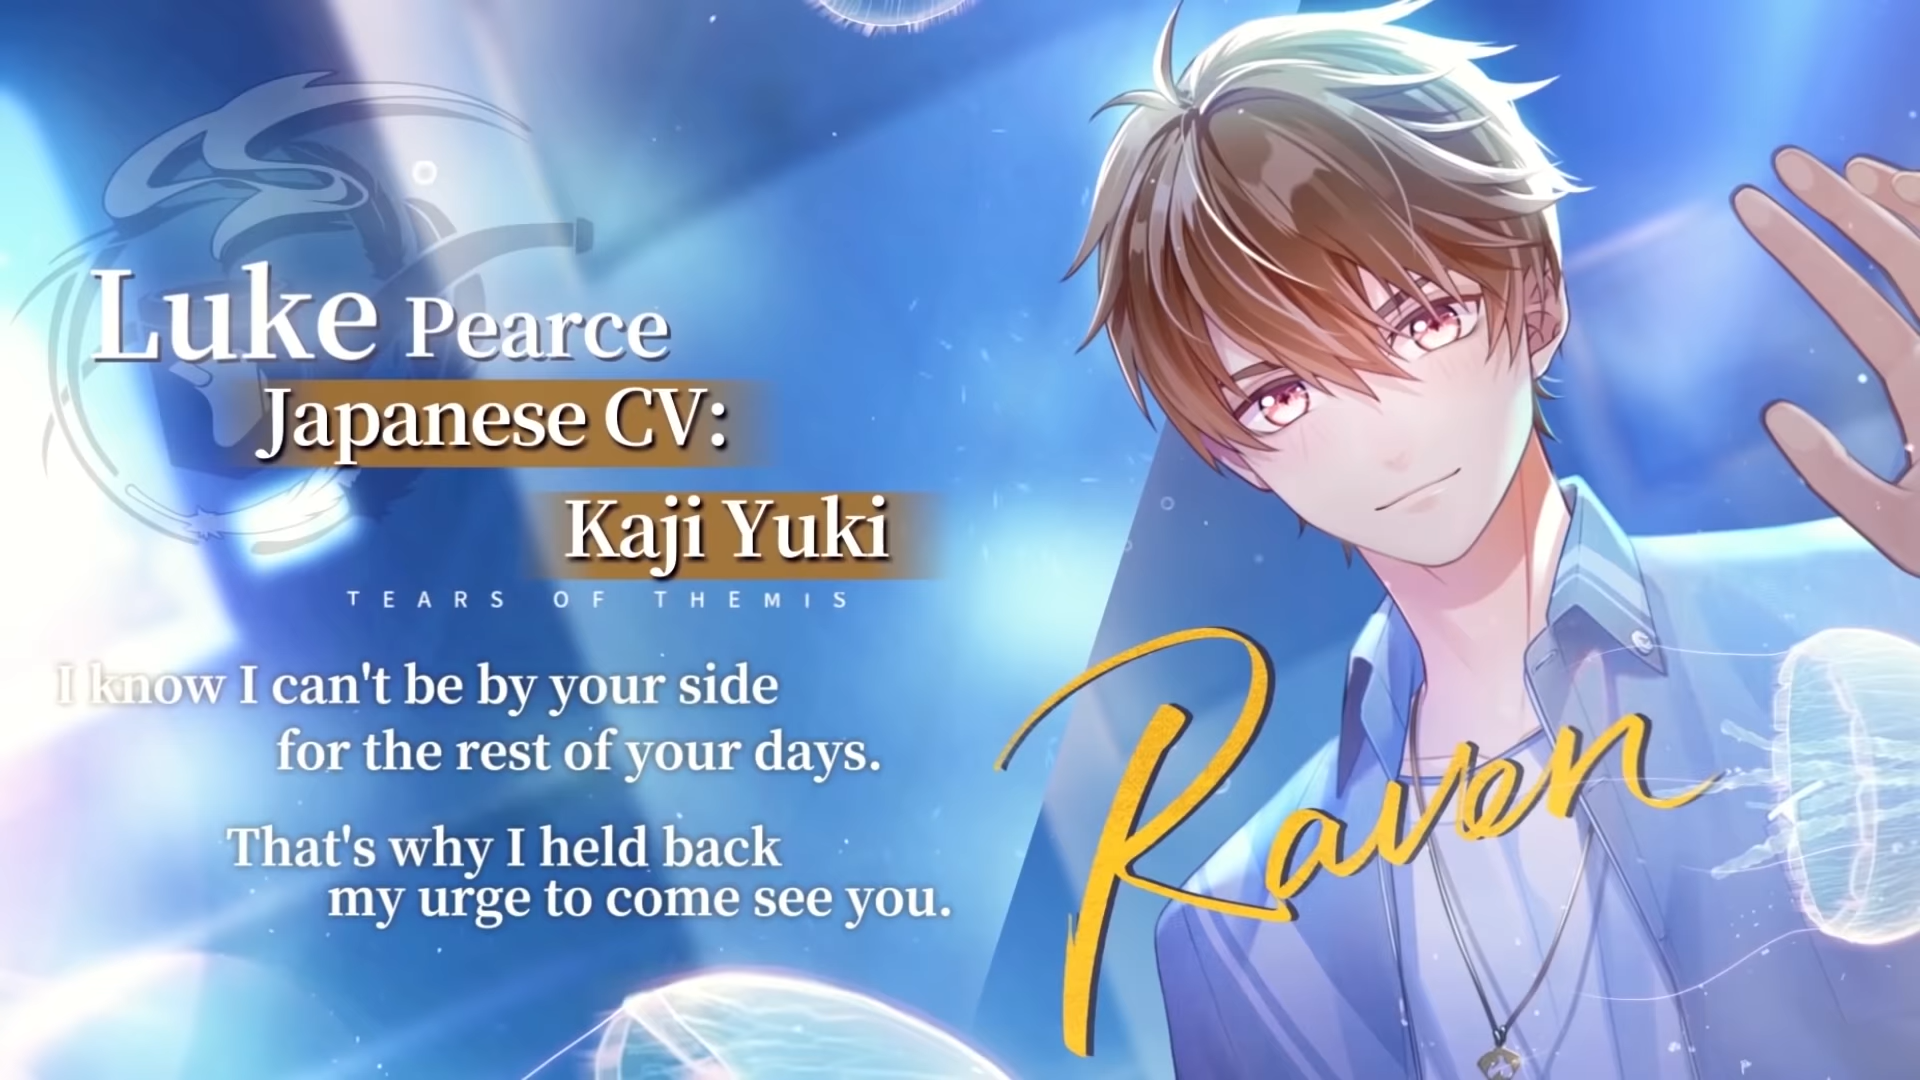 Luke Pearce
Japanese CV:
Kaji Yuki
TEARS OF THEMIS
I know I can't be by your side
for the rest of your days.
That's why I held back
my urge to come see you.
Raven